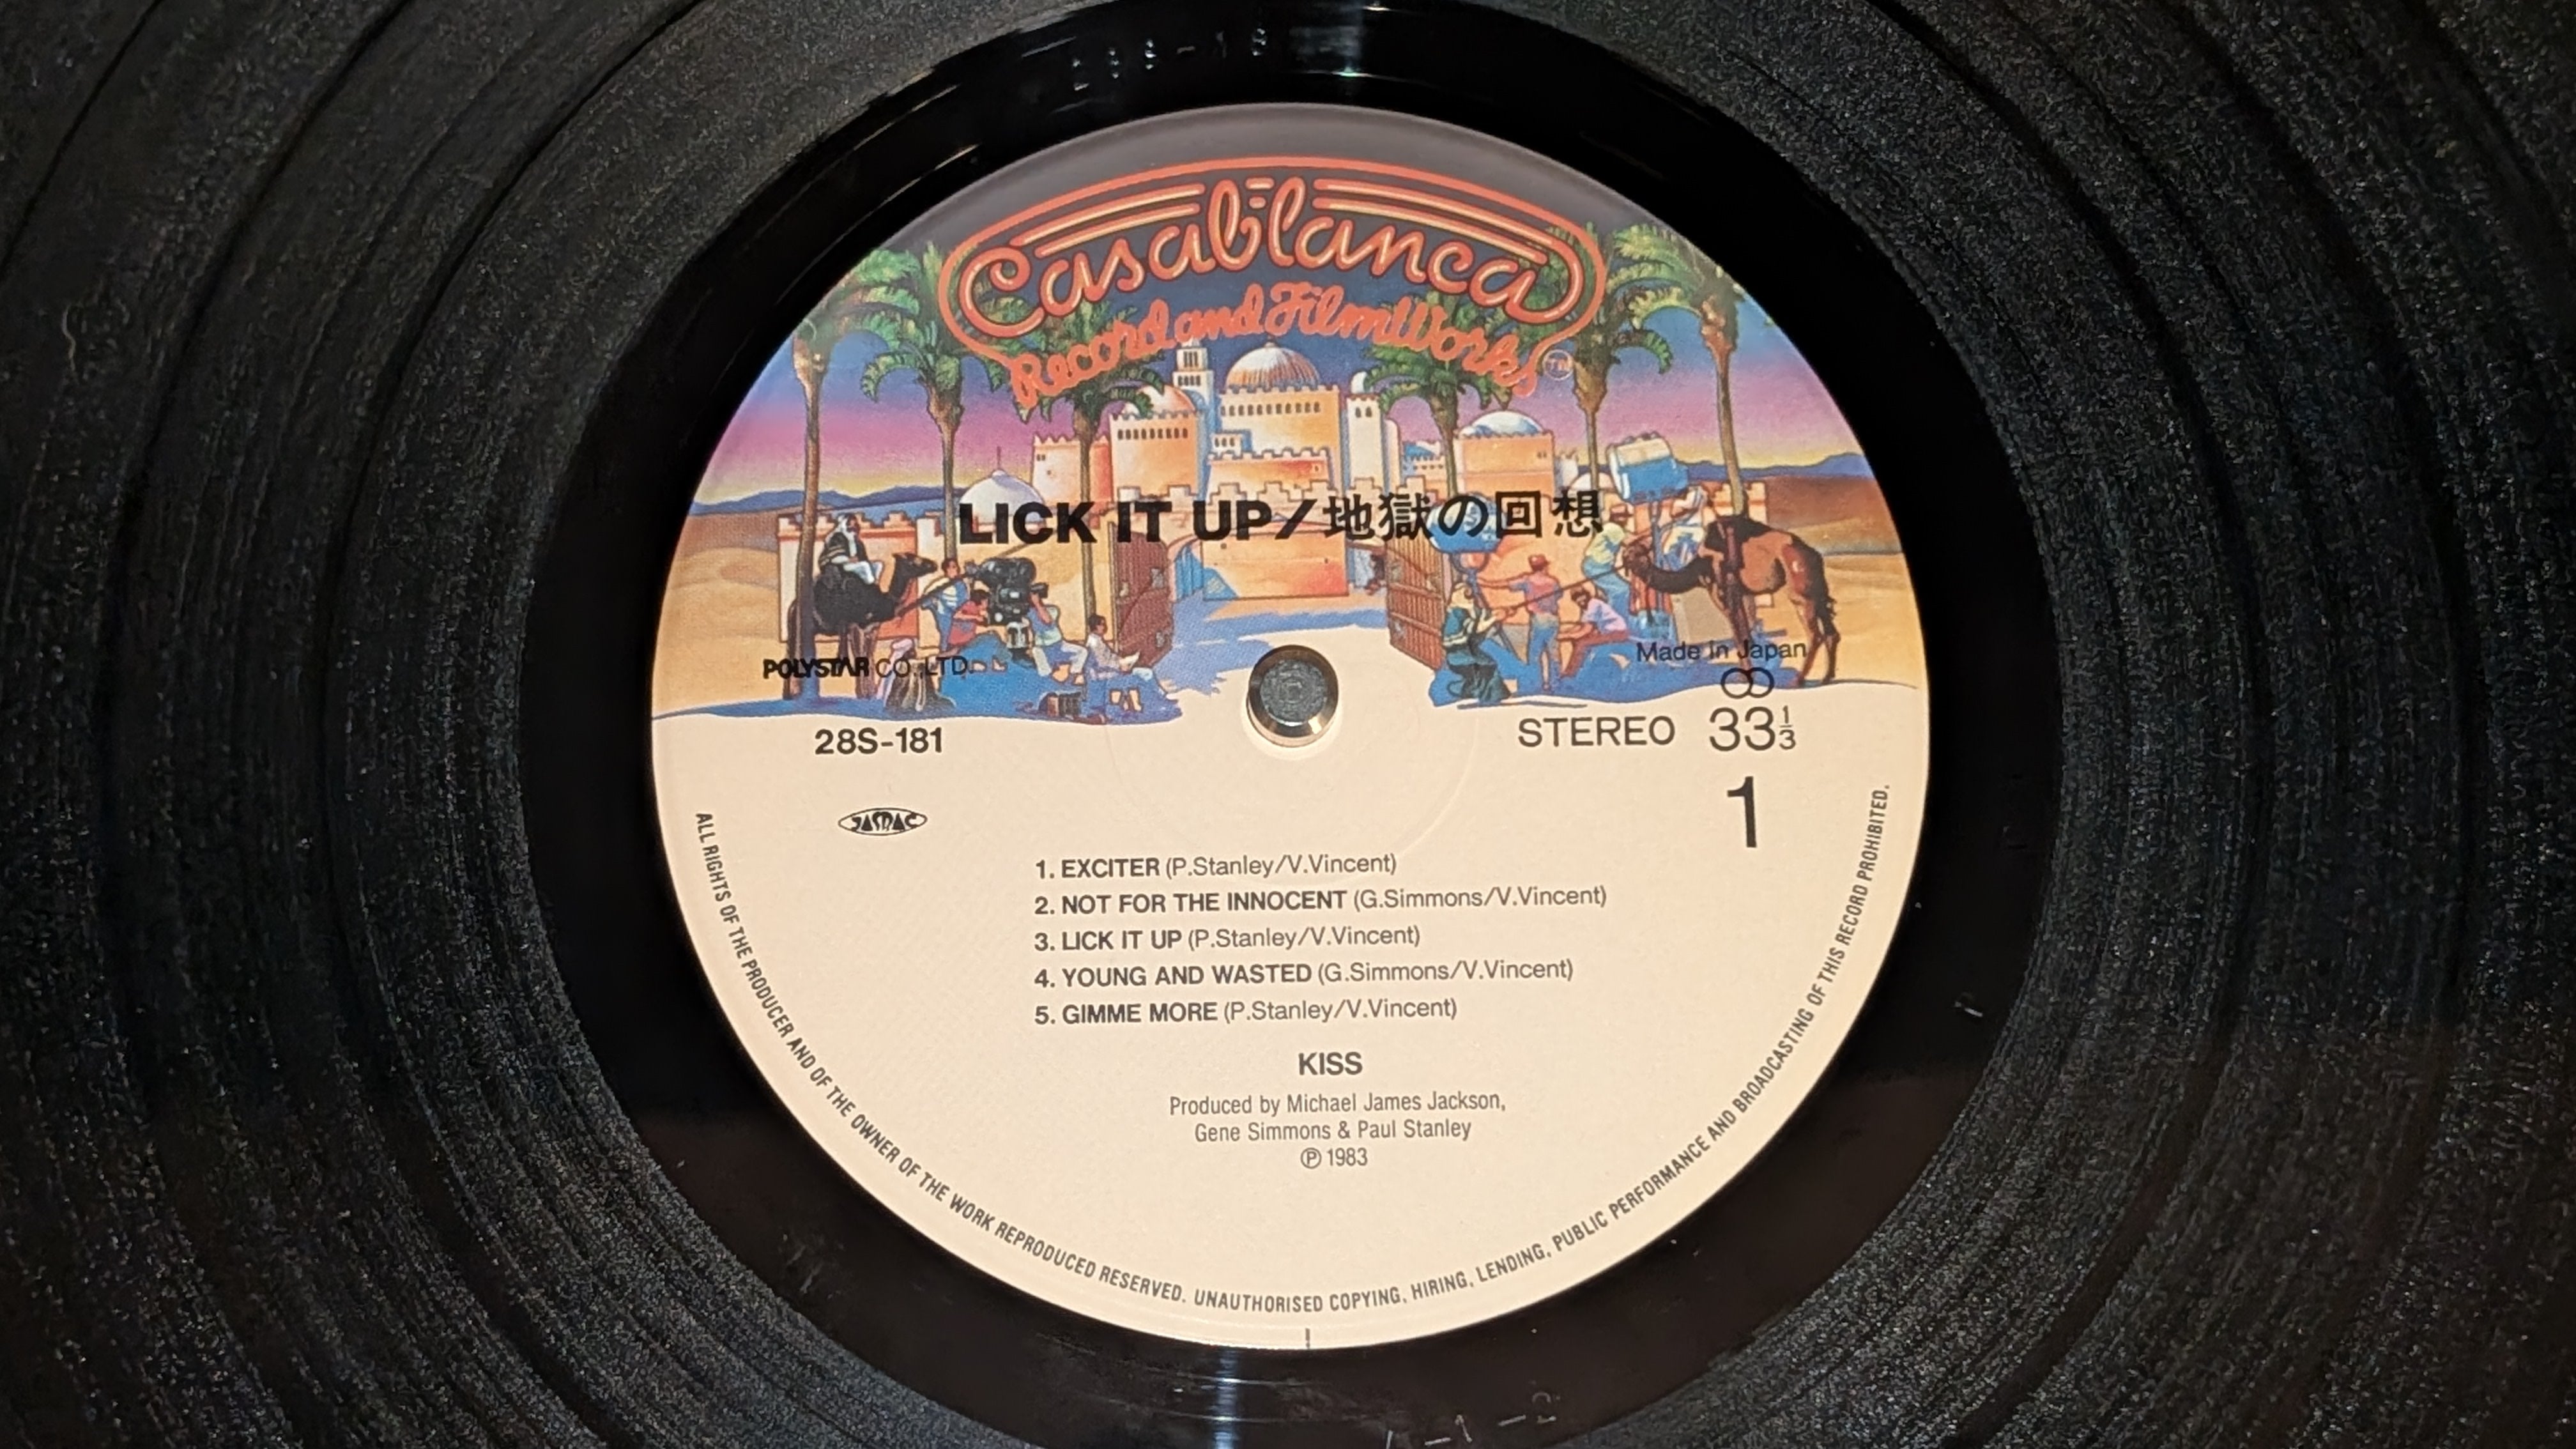 Casablanca
Record and FilmWorks
TM
LICK IT UP/地獄の回想
Made in Japan
POLYSTAR CO., LTD.
28S-181
STEREO 33 1/3
1
JASRAC
1. EXCITER (P.Stanley/V.Vincent)
2. NOT FOR THE INNOCENT (G.Simmons/V.Vincent)
3. LICK IT UP (P.Stanley/V.Vincent)
4. YOUNG AND WASTED (G.Simmons/V.Vincent)
5. GIMME MORE (P.Stanley/V.Vincent)
KISS
Produced by Michael James Jackson,
Gene Simmons & Paul Stanley
Ⓟ 1983
ALL RIGHTS OF THE PRODUCER AND OF THE OWNER OF THE WORK REPRODUCED RESERVED. UNAUTHORISED COPYING, HIRING, LENDING, PUBLIC PERFORMANCE AND BROADCASTING OF THIS RECORD PROHIBITED.